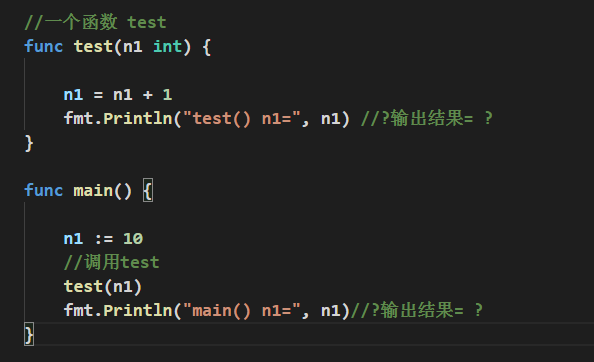 //一个函数 test
func test(n1 int) {
n1 = n1 + 1
fmt.Println("test() n1=", n1) //?输出结果= ?
}
func main() {
n1 := 10
//调用test
test(n1)
fmt.Println("main() n1=", n1)//?输出结果= ?
}